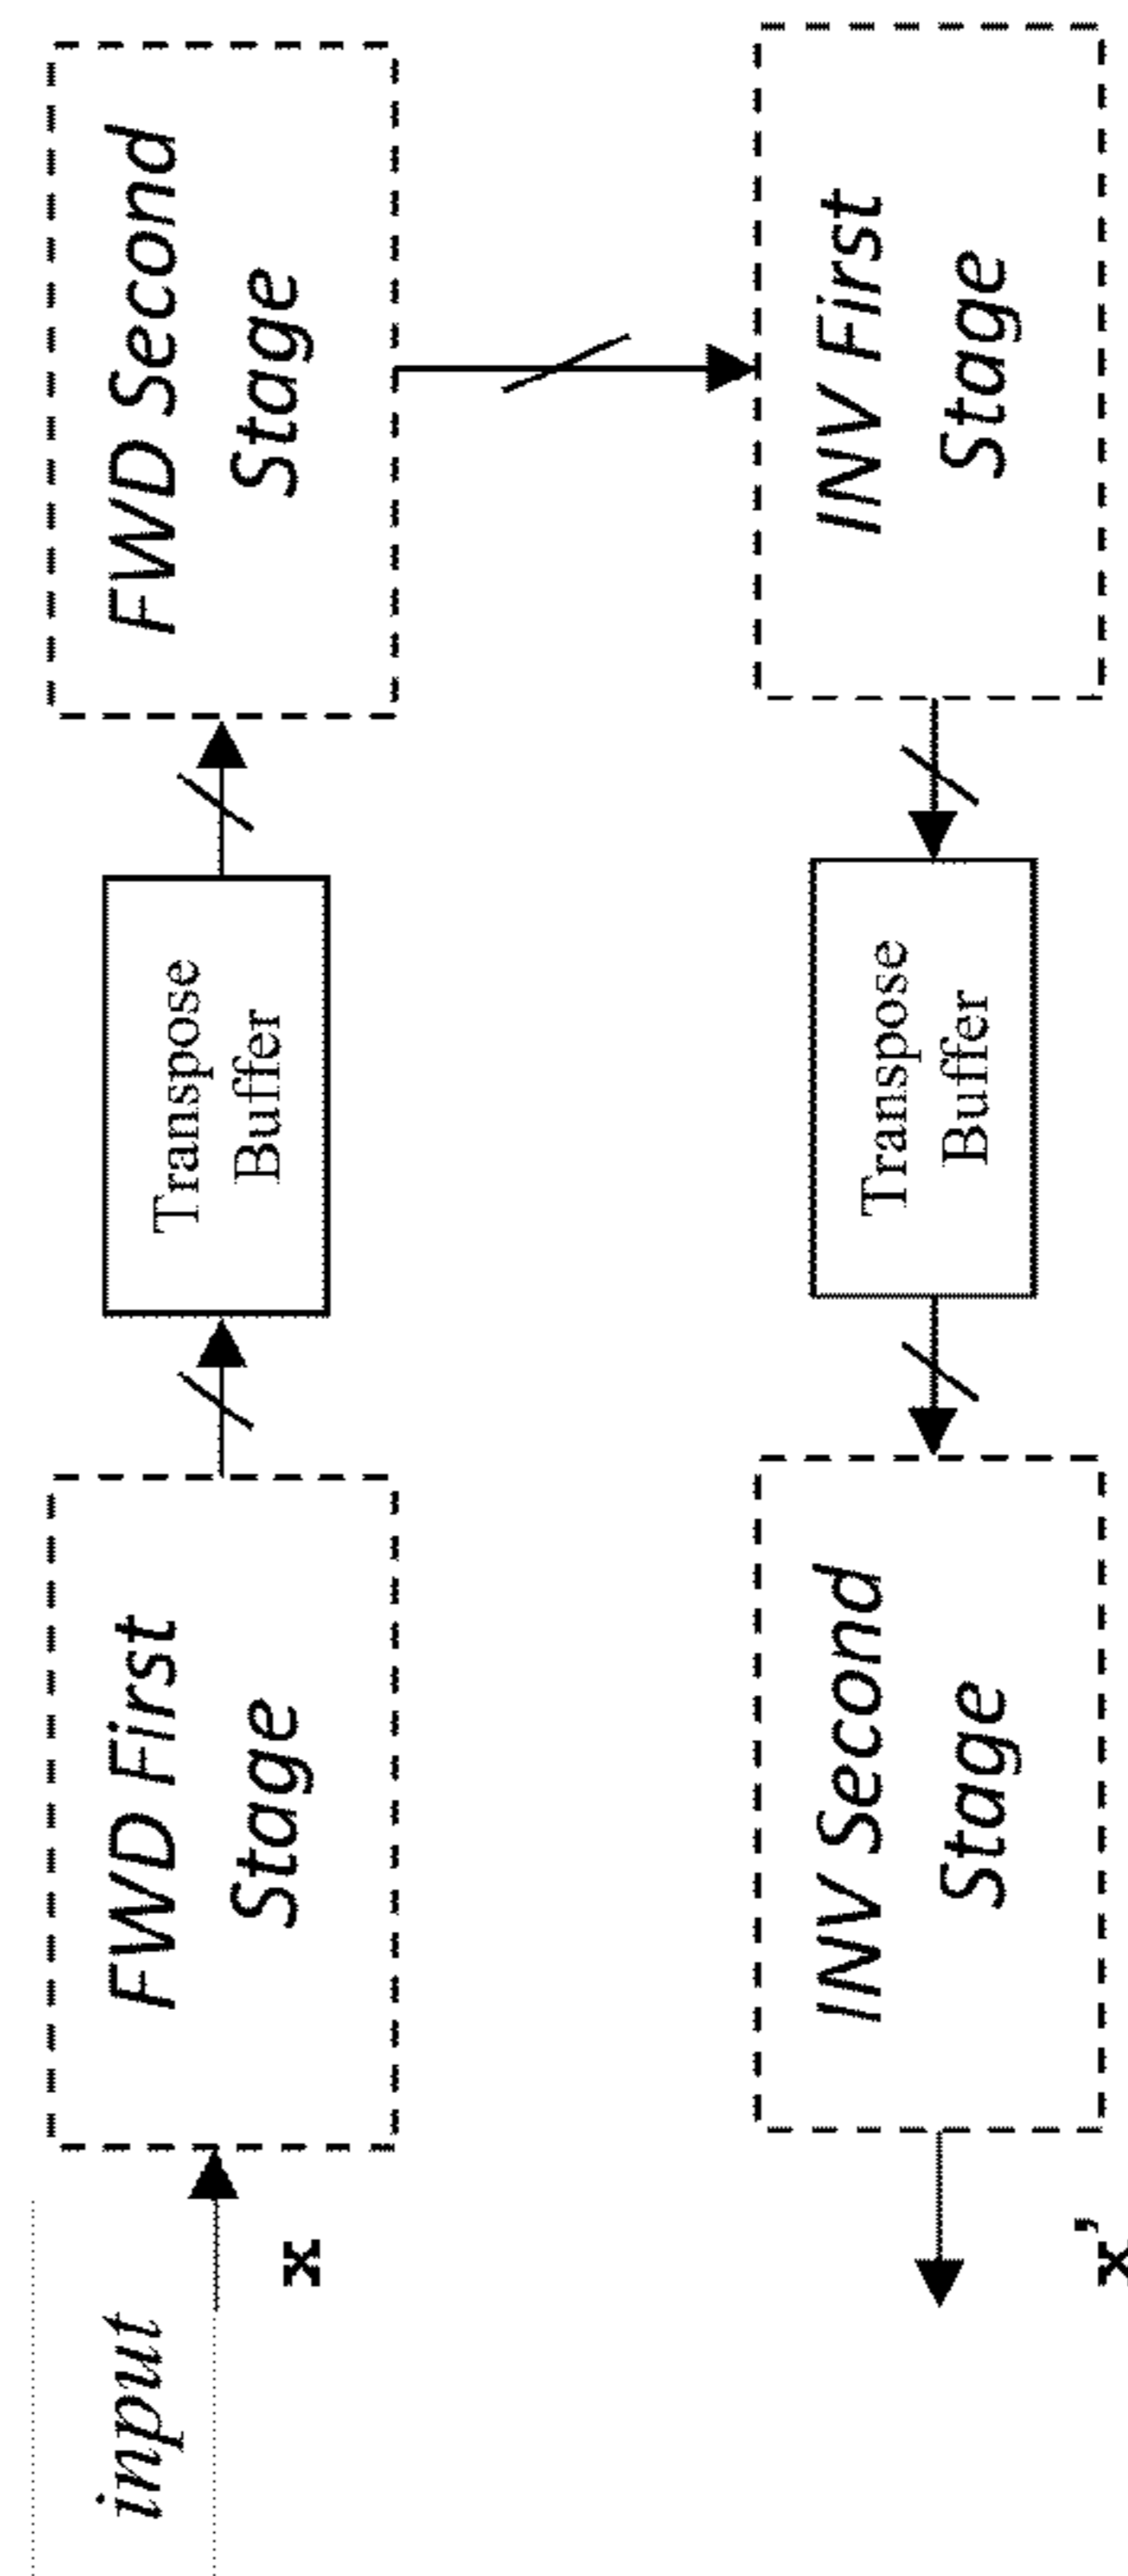 input
x
FWD First
Stage
Transpose
Buffer
FWD Second
Stage
INV First
Stage
Transpose
Buffer
INV Second
Stage
x'